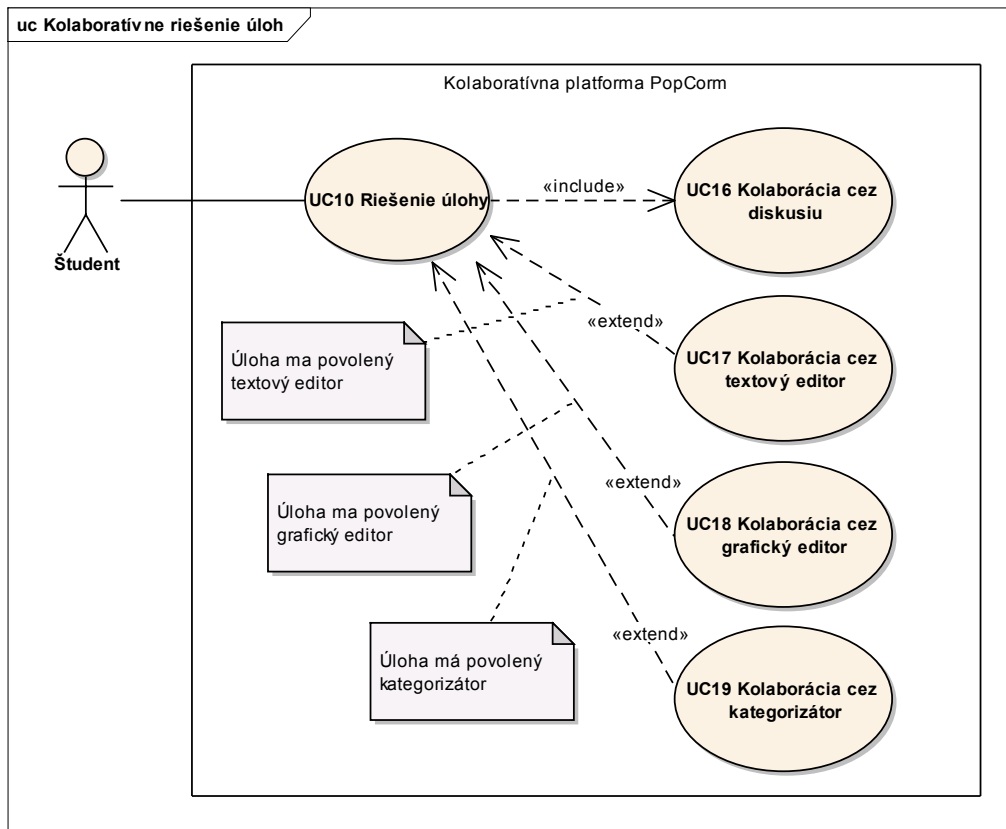 uc Kolaboratívne riešenie úloh
Kolaboratívna platforma PopCorm
Študent
UC10 Riešenie úlohy
«include»
UC16 Kolaborácia cez
diskusiu
«extend»
UC17 Kolaborácia cez
textový editor
Úloha ma povolený
textový editor
«extend»
UC18 Kolaborácia cez
grafický editor
Úloha ma povolený
grafický editor
«extend»
UC19 Kolaborácia cez
kategorizátor
Úloha má povolený
kategorizátor